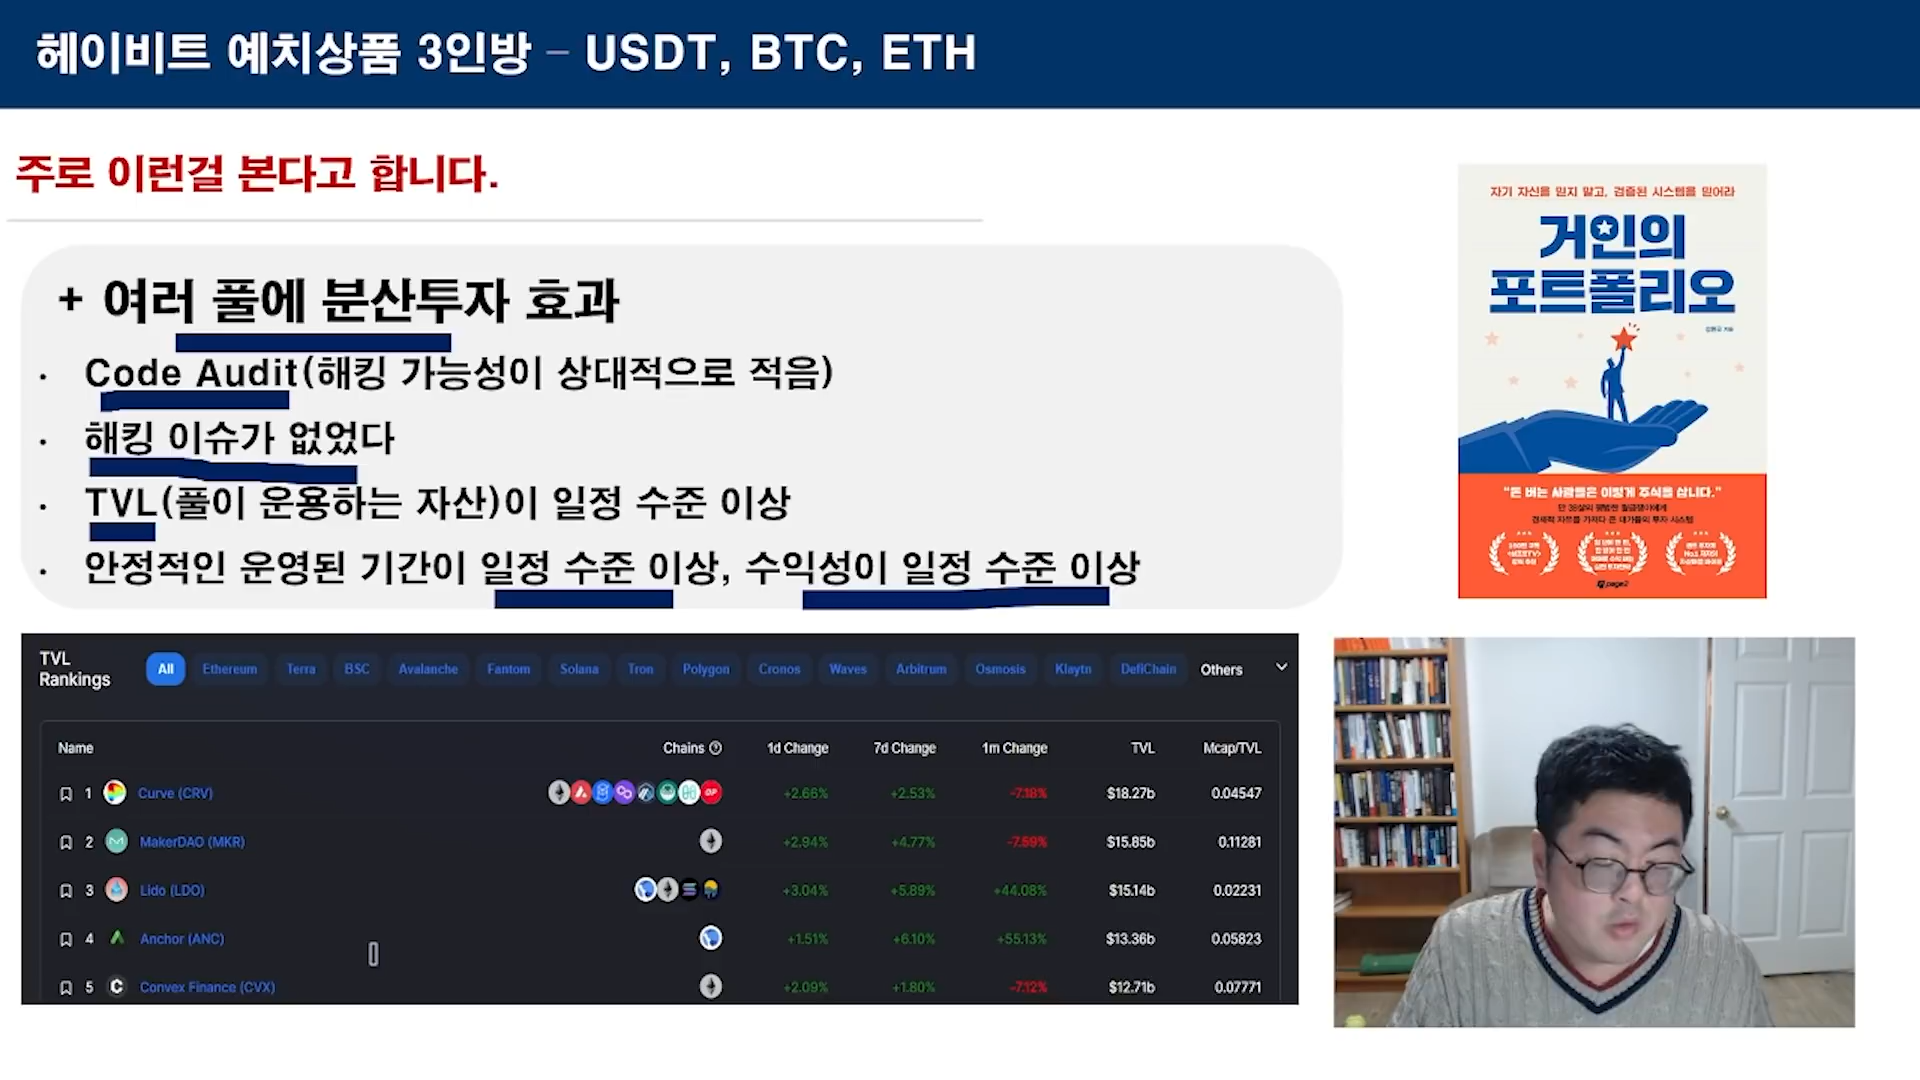 헤이비트 예치상품 3인방 – USDT, BTC, ETH
주로 이런걸 본다고 합니다.
+ 여러 풀에 분산투자 효과
· Code Audit(해킹 가능성이 상대적으로 적음)
· 해킹 이슈가 없었다
· TVL(풀이 운용하는 자산)이 일정 수준 이상
· 안정적인 운영된 기간이 일정 수준 이상, 수익성이 일정 수준 이상
자기 자신을 믿지 말고, 검증된 시스템을 믿어라
거인의
포트폴리오
"돈 버는 사람들은 이렇게 주식을 삽니다."
page2
TVL
Rankings
All Ethereum Terra BSC Avalanche Fantom Solana Tron Polygon Cronos Waves Arbitrum Osmosis Klaytn DefiChain Others
Name Chains 1d Change 7d Change 1m Change TVL Mcap/TVL
1 Curve (CRV) +2.66% +2.53% -7.18% $18.27b 0.04547
2 MakerDAO (MKR) +2.94% +4.77% -7.59% $15.85b 0.11281
3 Lido (LDO) +3.04% +5.89% +44.08% $15.14b 0.02231
4 Anchor (ANC) +1.51% +6.10% +55.13% $13.36b 0.05823
5 Convex Finance (CVX) +2.09% +1.80% -7.12% $12.71b 0.07771